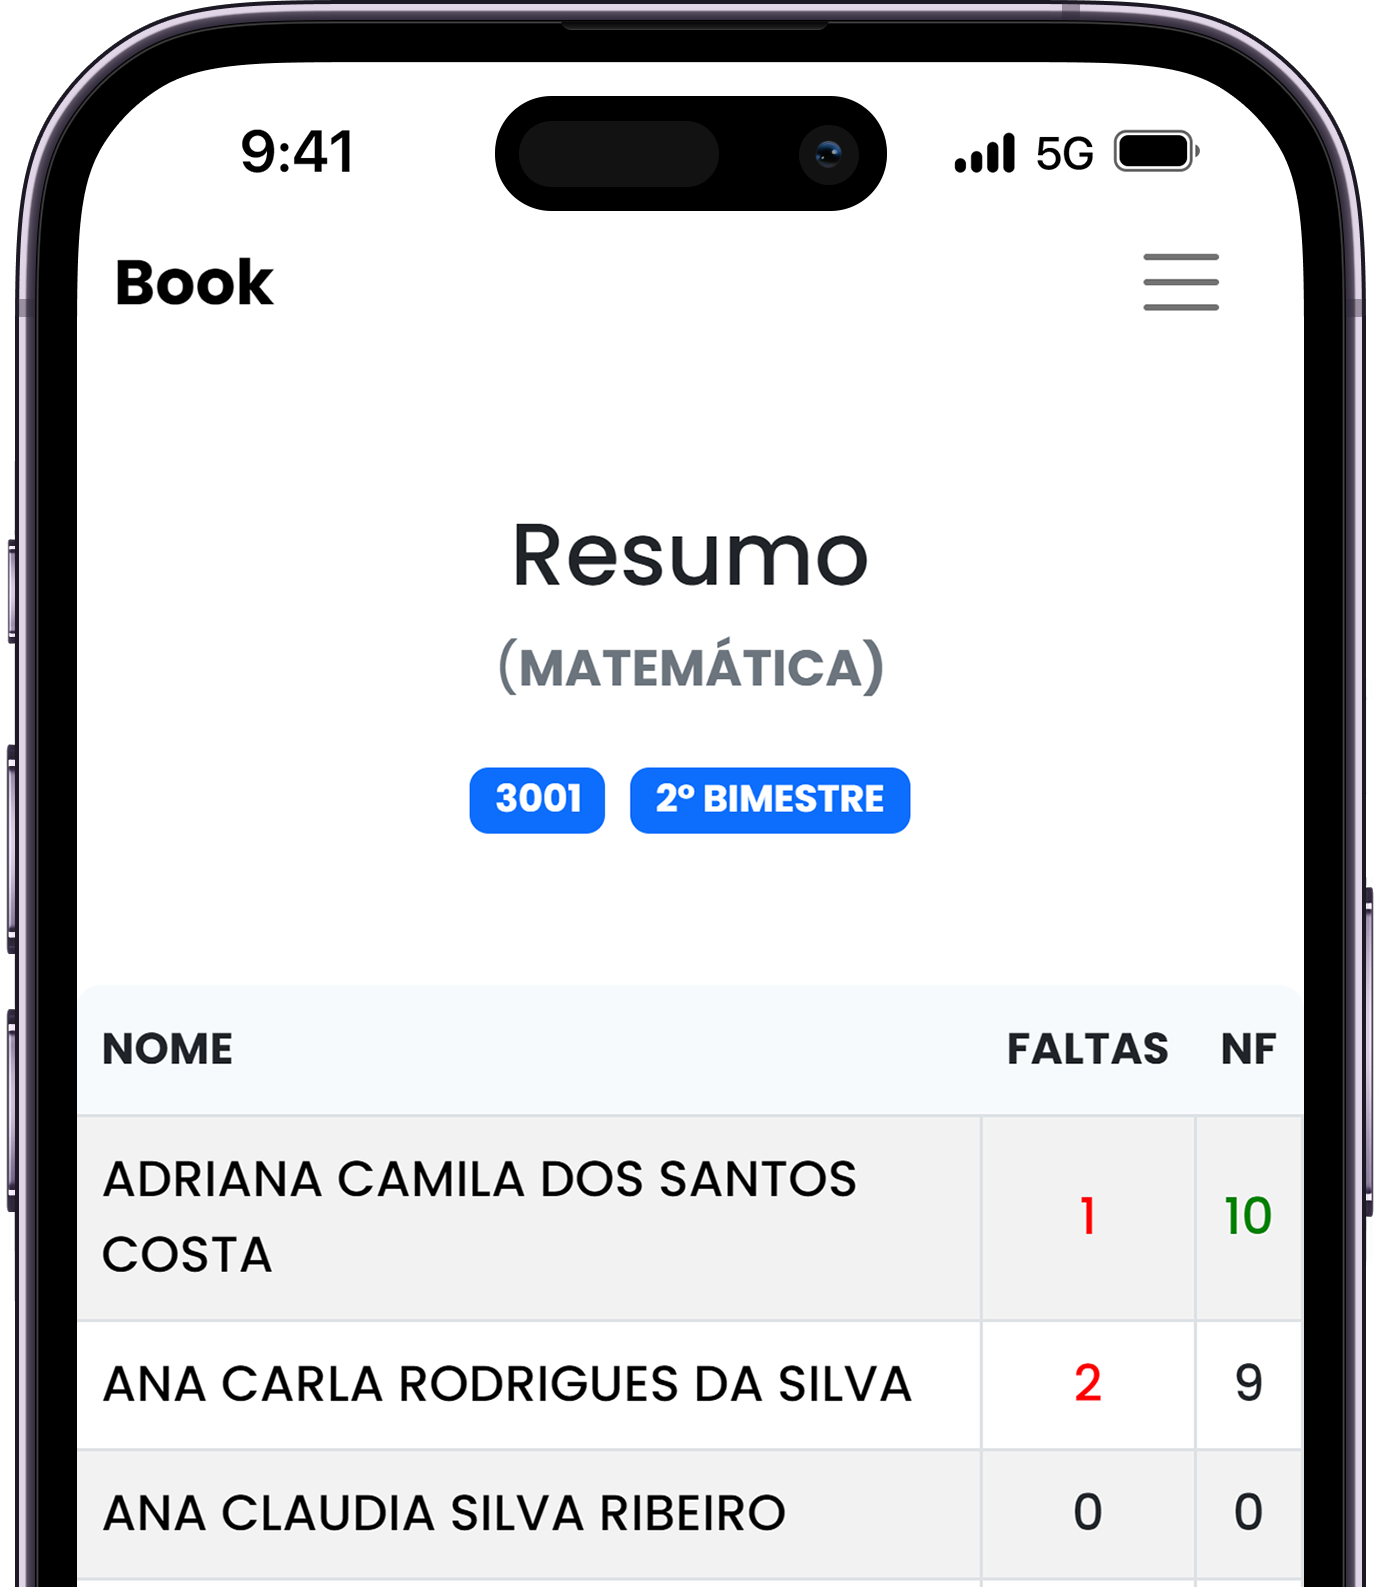 9:41
5G
Book
Resumo
(MATEMÁTICA)
3001 2º BIMESTRE
NOME FALTAS NF
ADRIANA CAMILA DOS SANTOS
COSTA
1 10
ANA CARLA RODRIGUES DA SILVA 2 9
ANA CLAUDIA SILVA RIBEIRO 0 0